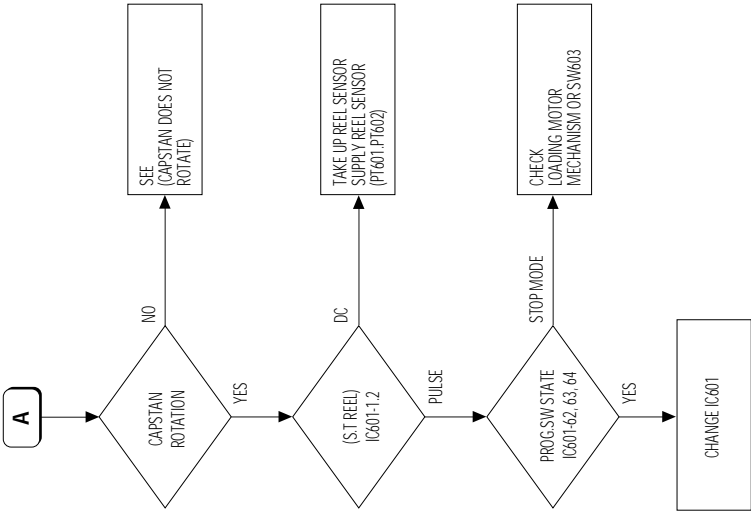 A
CAPSTAN
ROTATION
NO
SEE
(CAPSTAN DOES NOT
ROTATE)
YES
(S.T REEL)
IC601-1.2
DC
TAKE UP REEL SENSOR
SUPPLY REEL SENSOR
(PT601.PT602)
PULSE
PROG.SW STATE
IC601-62, 63, 64
STOP MODE
CHECK
LOADING MOTOR
MECHANISM OR SW603
YES
CHANGE IC601